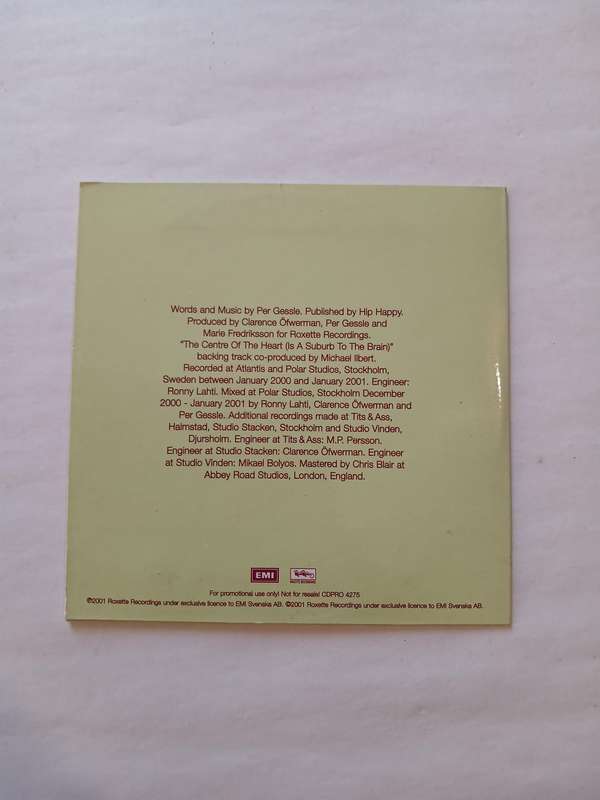 Words and Music by Per Gessle. Published by Hip Happy.
Produced by Clarence Öfwerman, Per Gessle and
Marie Fredriksson for Roxette Recordings.
"The Centre Of The Heart (Is A Suburb To The Brain)"
backing track co-produced by Michael Ilbert.
Recorded at Atlantis and Polar Studios, Stockholm,
Sweden between January 2000 and January 2001. Engineer:
Ronny Lahti. Mixed at Polar Studios, Stockholm December
2000 - January 2001 by Ronny Lahti, Clarence Öfwerman and
Per Gessle. Additional recordings made at Tits & Ass,
Halmstad, Studio Stacken, Stockholm and Studio Vinden,
Djursholm. Engineer at Tits & Ass: M.P. Persson.
Engineer at Studio Stacken: Clarence Öfwerman. Engineer
at Studio Vinden: Mikael Bolyos. Mastered by Chris Blair at
Abbey Road Studios, London, England.
EMI
For promotional use only! Not for resale! CDPRO 4275
℗2001 Roxette Recordings under exclusive licence to EMI Svenska AB. ©2001 Roxette Recordings under exclusive licence to EMI Svenska AB.